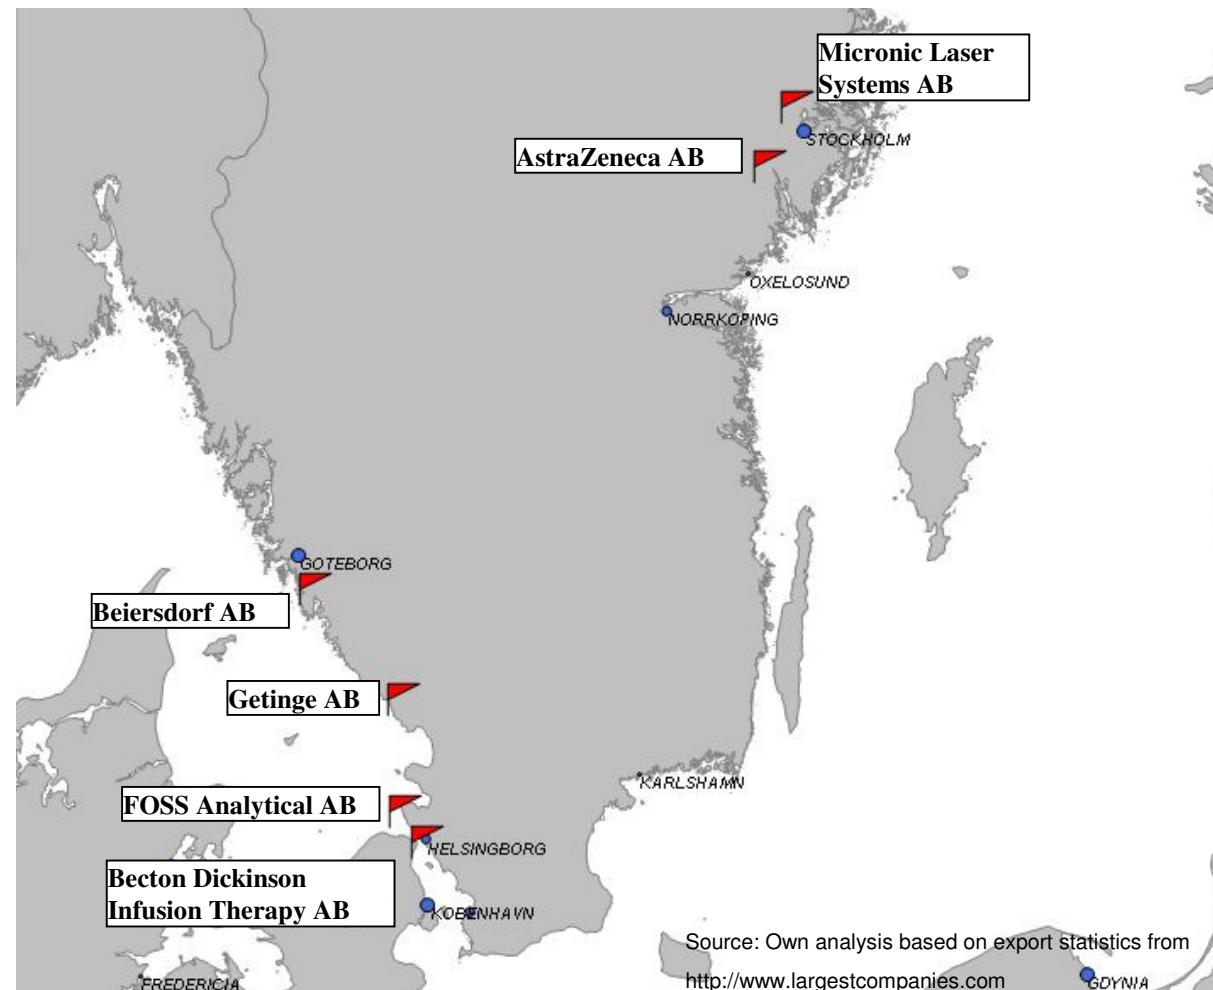 Micronic Laser
Systems AB
STOCKHOLM
AstraZeneca AB
OXELOSUND
NORRKOPING
GOTEBORG
Beiersdorf AB
Getinge AB
KARLSHAMN
FOSS Analytical AB
HELSINGBORG
Becton Dickinson
Infusion Therapy AB
KOBENHAVN
Source: Own analysis based on export statistics from
http://www.largestcompanies.com
FREDERICIA
GDYNIA